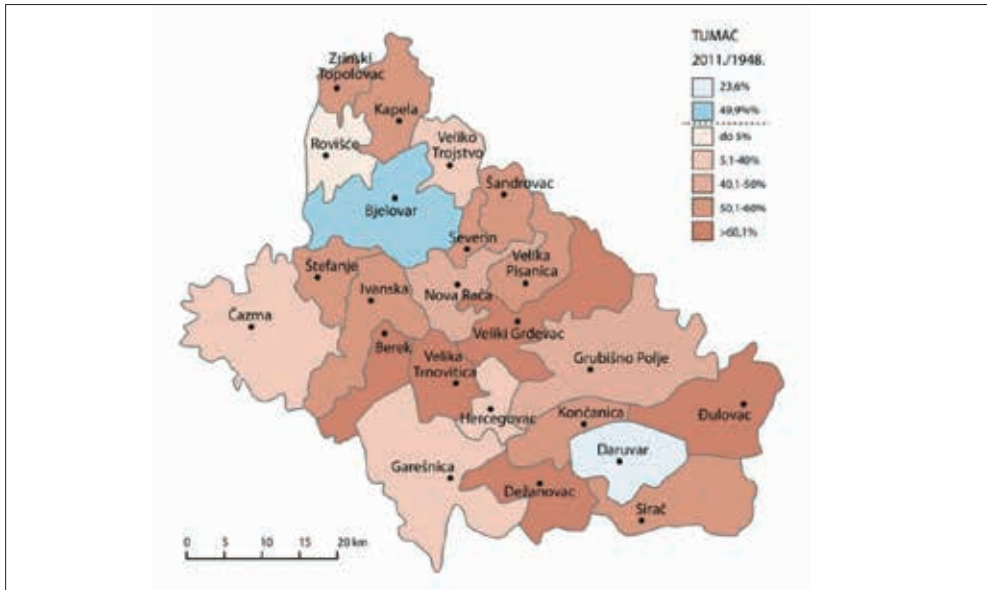 TUMAČ
2011./1948.
23,6%
49,9%%
do 5%
5,1-40%
40,1-50%
50,1-60%
>60,1%
Zrinski
Topolovac
Kapela
Rovišće
Veliko
Trojstvo
Šandrovac
Bjelovar
Severin
Velika
Pisanica
Štefanje
Ivanska
Nova Rača
Čazma
Veliki Grđevac
Berek
Velika
Trnovitica
Grubišno Polje
Hercegovac
Končanica
Đulovac
Daruvar
Garešnica
Dežanovac
Sirač
0 5 10 15 20 km